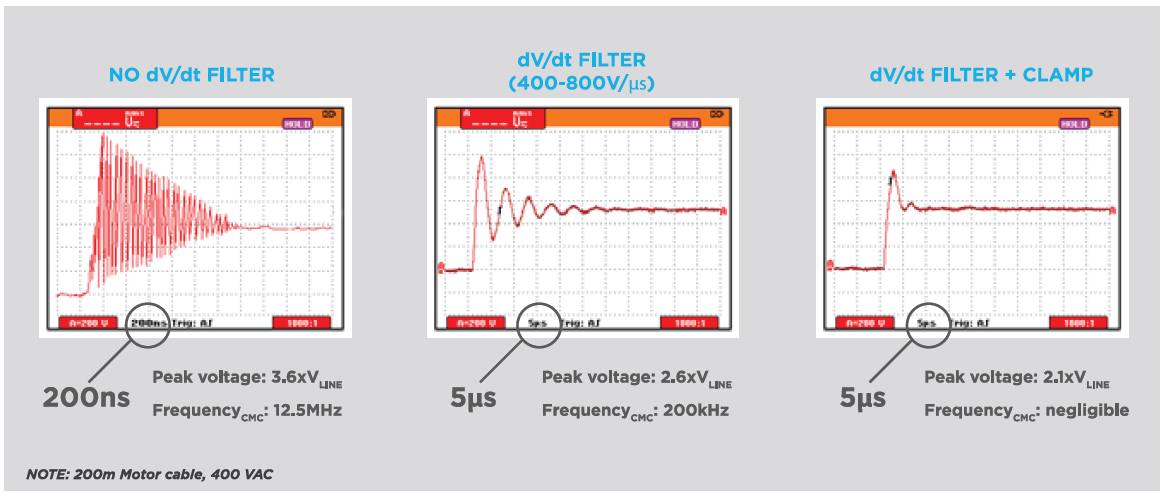 NO dV/dt FILTER
dV/dt FILTER
(400-800V/μs)
dV/dt FILTER + CLAMP
A
V
HOLD
A=200 V
200ns
Trig: A
1000:1
A
V
HOLD
A
A
A=200 V
5μs
Trig: A
1000:1
HOLD
A
A
A=200 V
5μs
Trig: A
1000:1
200ns
Peak voltage: 3.6xVLINE
FrequencyCMC: 12.5MHz
5μs
Peak voltage: 2.6xVLINE
FrequencyCMC: 200kHz
5μs
Peak voltage: 2.1xVLINE
FrequencyCMC: negligible
NOTE: 200m Motor cable, 400 VAC